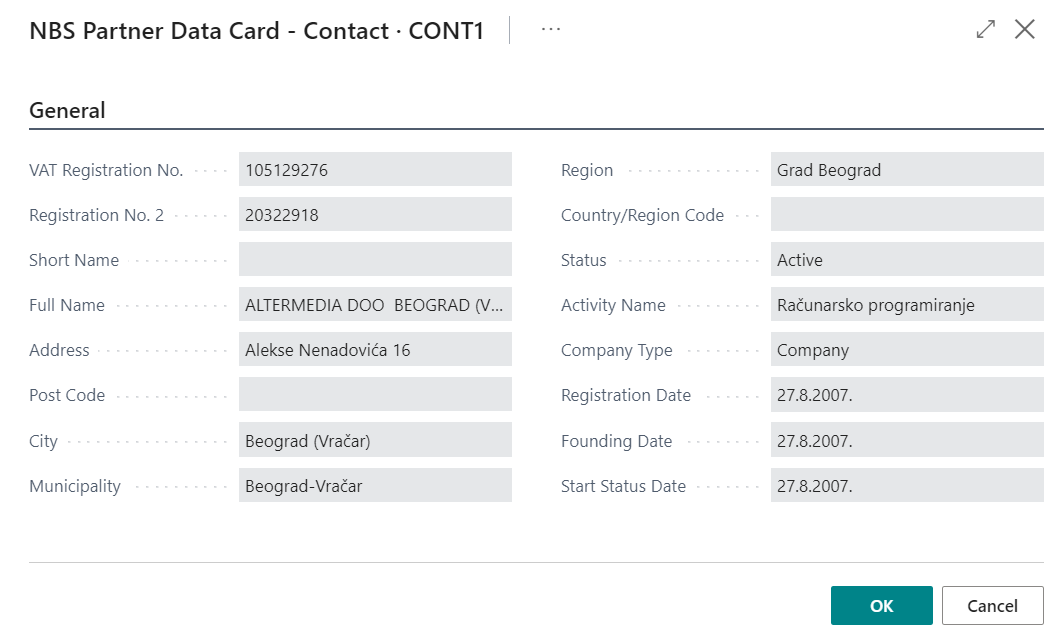 NBS Partner Data Card - Contact · CONT1
General
VAT Registration No. 105129276
Registration No. 2 20322918
Short Name
Full Name ALTERMEDIA DOO  BEOGRAD (V...
Address Alekse Nenadovića 16
Post Code
City Beograd (Vračar)
Municipality Beograd-Vračar
Region Grad Beograd
Country/Region Code
Status Active
Activity Name Računarsko programiranje
Company Type Company
Registration Date 27.8.2007.
Founding Date 27.8.2007.
Start Status Date 27.8.2007.
OK Cancel